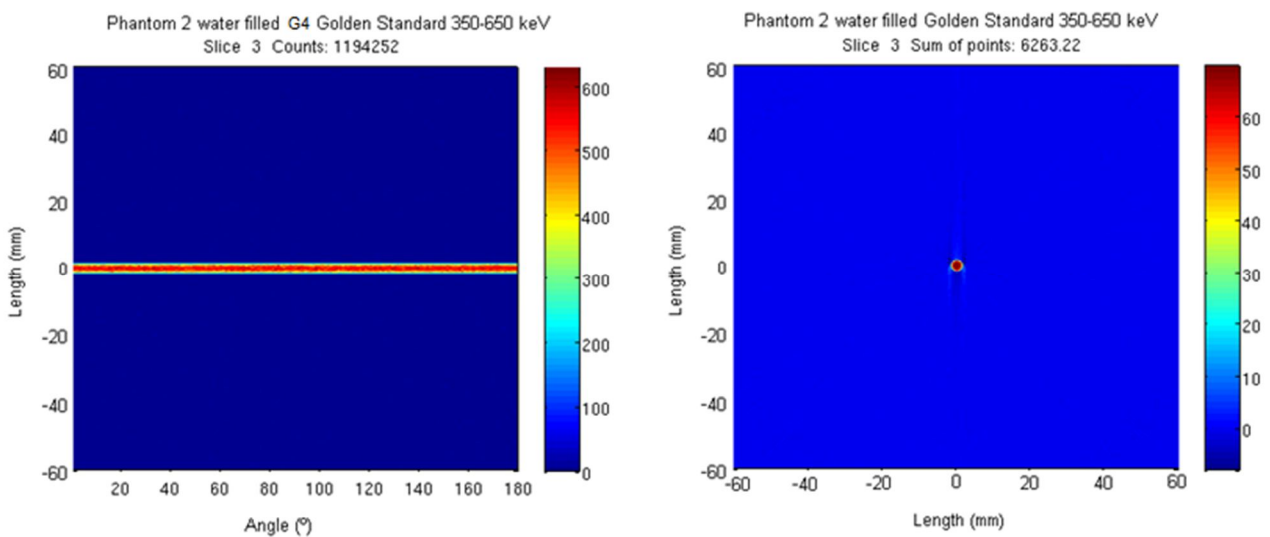 Phantom 2 water filled G4 Golden Standard 350-650 keV
Slice 3 Counts: 1194252
60
40
20
0
-20
-40
-60
Length (mm)
20 40 60 80 100 120 140 160 180
Angle (º)
600
500
400
300
200
100
0
Phantom 2 water filled Golden Standard 350-650 keV
Slice 3 Sum of points: 6263.22
60
40
20
0
-20
-40
-60
Length (mm)
-60 -40 -20 0 20 40 60
Length (mm)
60
50
40
30
20
10
0